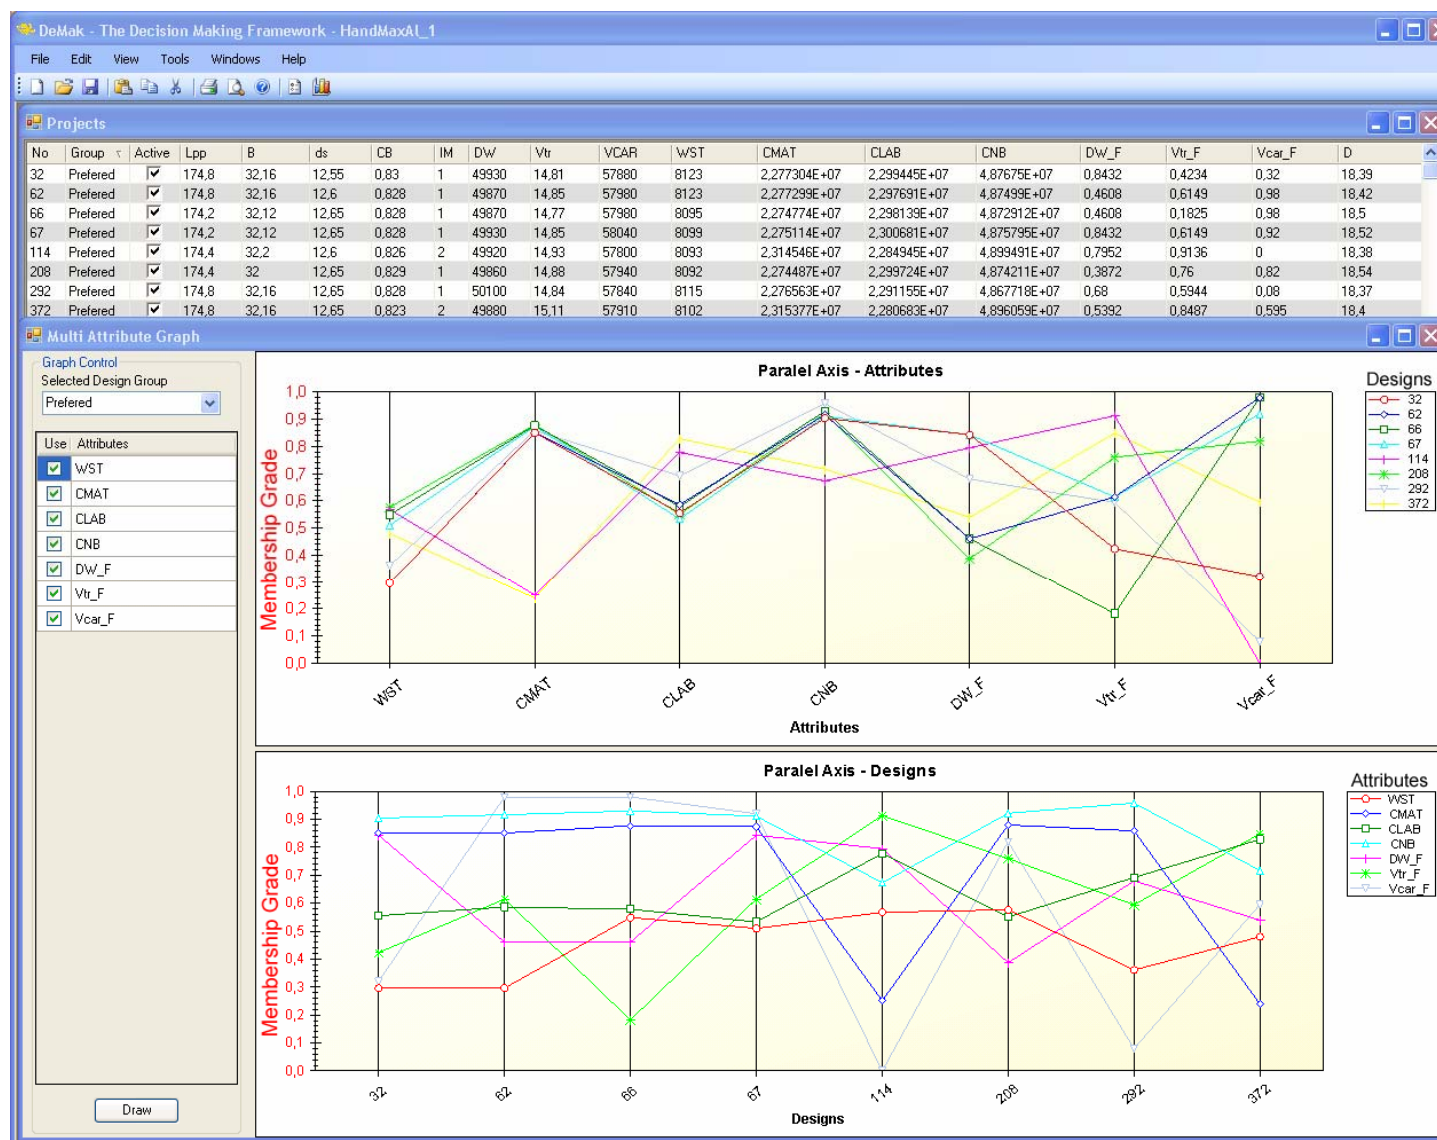 DeMak - The Decision Making Framework - HandMaxAl_1
File Edit View Tools Windows Help
Projects
No Group Active Lpp B ds CB IM DW Vtr VCAR WST CMAT CLAB CNB DW_F Vtr_F Vcar_F D
32 Prefered 174,8 32,16 12,55 0,83 1 49930 14,81 57880 8123 2,277304E+07 2,299445E+07 4,87675E+07 0,8432 0,4234 0,32 18,39
62 Prefered 174,8 32,16 12,6 0,828 1 49870 14,85 57980 8123 2,277299E+07 2,297691E+07 4,87499E+07 0,4608 0,6149 0,98 18,42
66 Prefered 174,2 32,12 12,65 0,828 1 49870 14,77 57980 8095 2,274774E+07 2,298139E+07 4,872912E+07 0,4608 0,1825 0,98 18,5
67 Prefered 174,2 32,12 12,65 0,828 1 49930 14,85 58040 8099 2,275114E+07 2,300681E+07 4,875795E+07 0,8432 0,6149 0,92 18,52
114 Prefered 174,4 32,2 12,6 0,826 2 49920 14,93 57800 8093 2,314546E+07 2,284945E+07 4,899491E+07 0,7952 0,9136 0 18,38
208 Prefered 174,4 32 12,65 0,829 1 49860 14,88 57940 8092 2,274487E+07 2,299724E+07 4,874211E+07 0,3872 0,76 0,82 18,54
292 Prefered 174,8 32,16 12,65 0,828 1 50100 14,84 57840 8115 2,276563E+07 2,291155E+07 4,867718E+07 0,68 0,5944 0,08 18,37
372 Prefered 174,8 32,16 12,65 0,823 2 49880 15,11 57910 8102 2,315377E+07 2,280683E+07 4,896059E+07 0,5392 0,8487 0,595 18,4
Multi Attribute Graph
Graph Control
Selected Design Group
Prefered
Use Attributes
WST
CMAT
CLAB
CNB
DW_F
Vtr_F
Vcar_F
Draw
Paralel Axis - Attributes
Membership Grade
1,0
0,9
0,8
0,7
0,6
0,5
0,4
0,3
0,2
0,1
0,0
WST CMAT CLAB CNB DW_F Vtr_F Vcar_F
Attributes
Designs
32
62
66
67
114
208
292
372
Paralel Axis - Designs
Membership Grade
1,0
0,9
0,8
0,7
0,6
0,5
0,4
0,3
0,2
0,1
0,0
32 62 66 67 114 208 292 372
Designs
Attributes
WST
CMAT
CLAB
CNB
DW_F
Vtr_F
Vcar_F